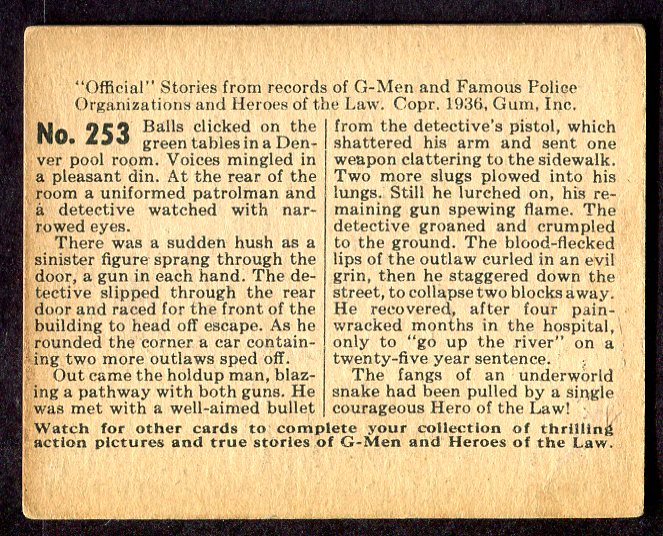 "Official" Stories from records of G-Men and Famous Police
Organizations and Heroes of the Law. Copr. 1936, Gum, Inc.
No. 253 Balls clicked on the
green tables in a Den-
ver pool room. Voices mingled in
a pleasant din. At the rear of the
room a uniformed patrolman and
a detective watched with nar-
rowed eyes.
There was a sudden hush as a
sinister figure sprang through the
door, a gun in each hand. The de-
tective slipped through the rear
door and raced for the front of the
building to head off escape. As he
rounded the corner a car contain-
ing two more outlaws sped off.
Out came the holdup man, blaz-
ing a pathway with both guns. He
was met with a well-aimed bullet
from the detective's pistol, which
shattered his arm and sent one
weapon clattering to the sidewalk.
Two more slugs plowed into his
lungs. Still he lurched on, his re-
maining gun spewing flame. The
detective groaned and crumpled
to the ground. The blood-flecked
lips of the outlaw curled in an evil
grin, then he staggered down the
street, to collapse two blocks away.
He recovered, after four pain-
wracked months in the hospital,
only to "go up the river" on a
twenty-five year sentence.
The fangs of an underworld
snake had been pulled by a single
courageous Hero of the Law!
Watch for other cards to complete your collection of thrilling
action pictures and true stories of G-Men and Heroes of the Law.